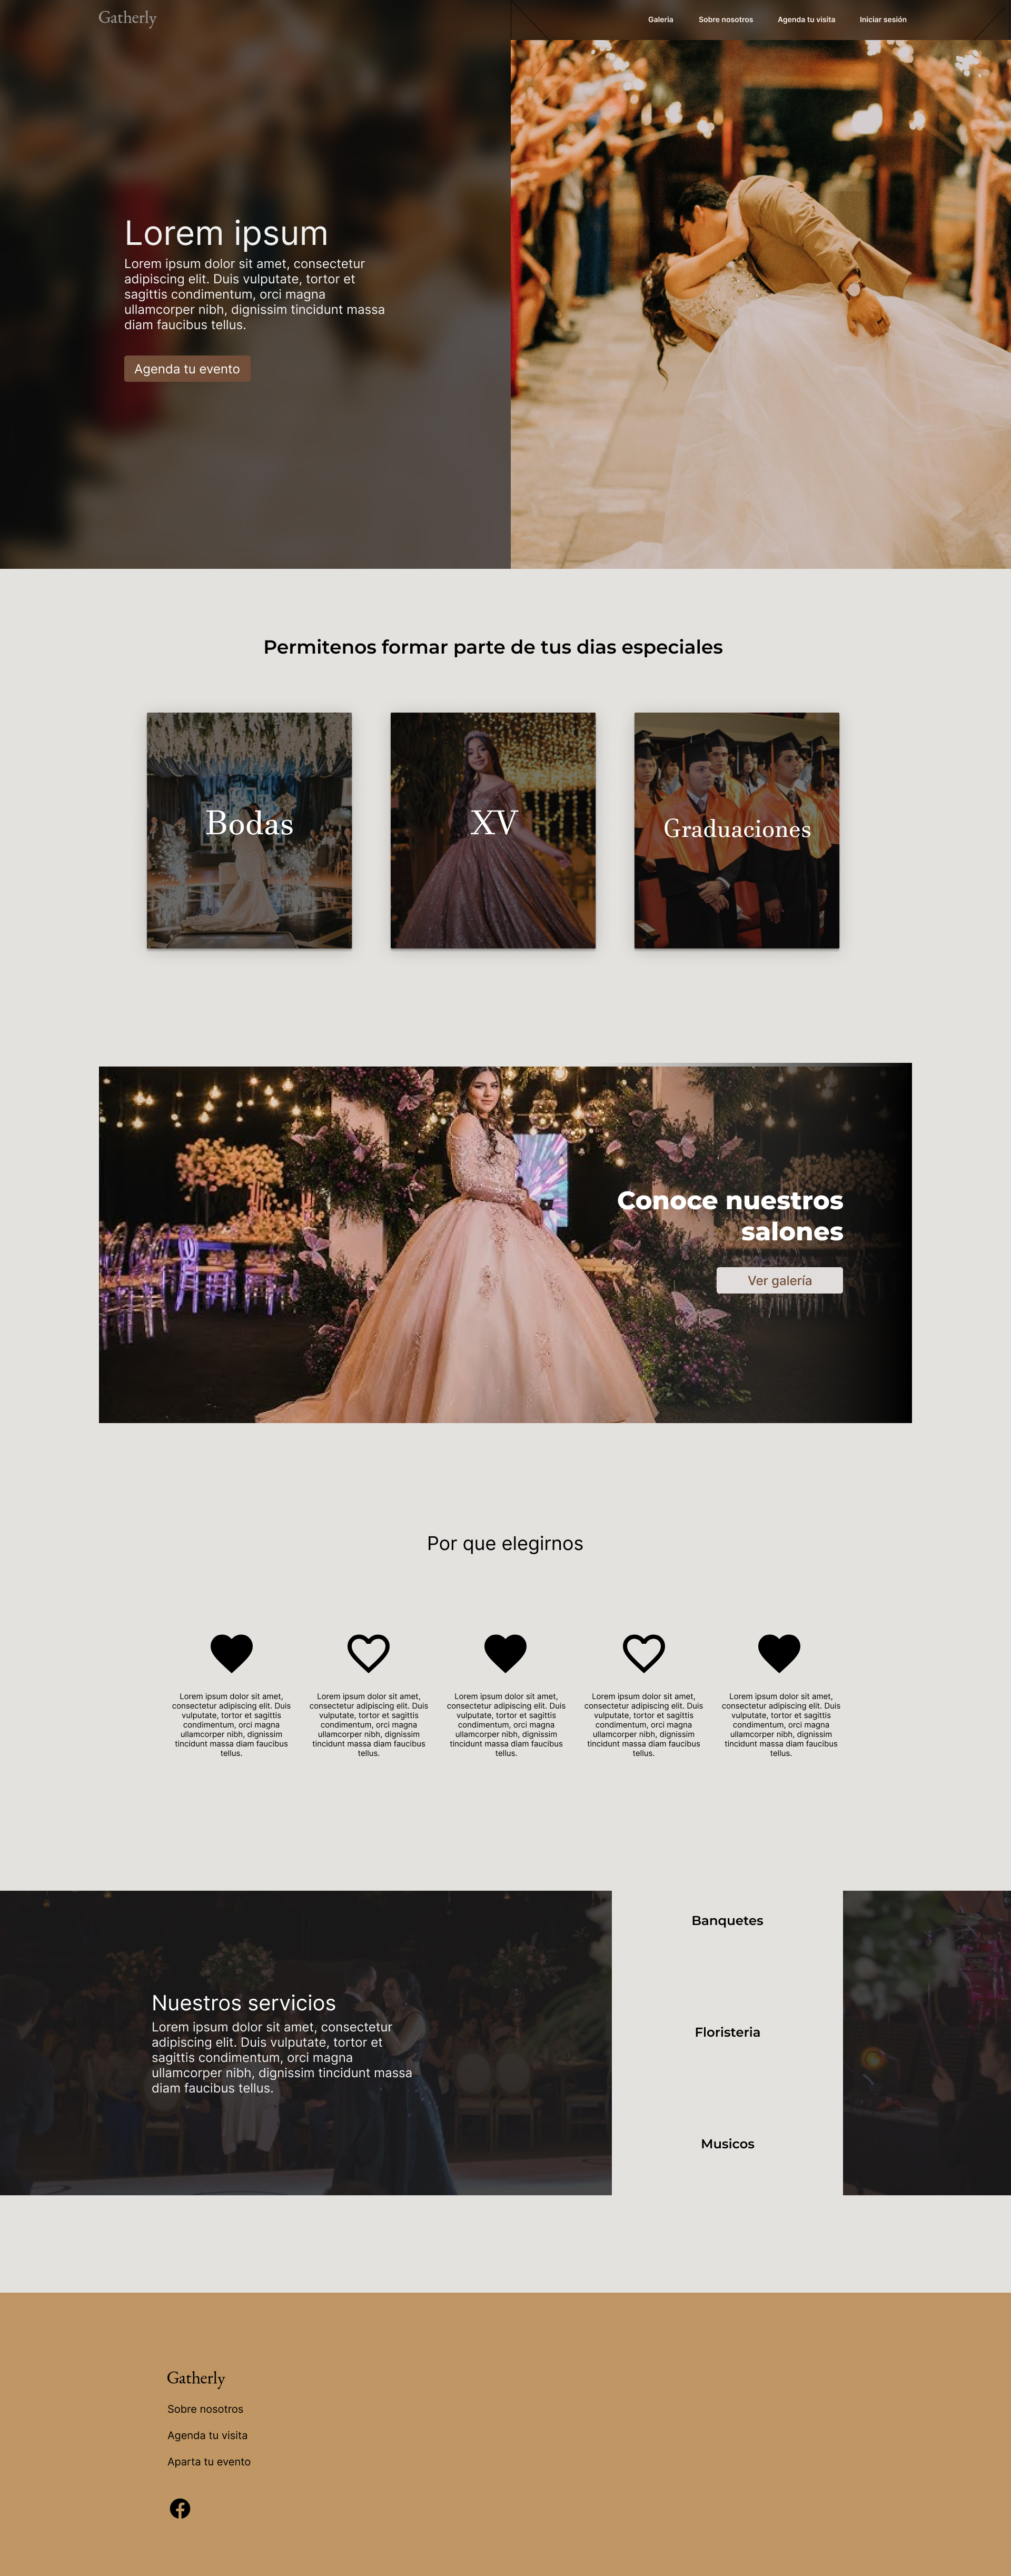 Gatherly
Galeria
Sobre nosotros
Agenda tu visita
Iniciar sesión
Lorem ipsum
Lorem ipsum dolor sit amet, consectetur
adipiscing elit. Duis vulputate, tortor et
sagittis condimentum, orci magna
ullamcorper nibh, dignissim tincidunt massa
diam faucibus tellus.
Agenda tu evento
Permitenos formar parte de tus dias especiales
Bodas
XV
Graduaciones
Conoce nuestros
salones
Ver galería
Por que elegirnos
Lorem ipsum dolor sit amet,
consectetur adipiscing elit. Duis
vulputate, tortor et sagittis
condimentum, orci magna
ullamcorper nibh, dignissim
tincidunt massa diam faucibus
tellus.
Lorem ipsum dolor sit amet,
consectetur adipiscing elit. Duis
vulputate, tortor et sagittis
condimentum, orci magna
ullamcorper nibh, dignissim
tincidunt massa diam faucibus
tellus.
Lorem ipsum dolor sit amet,
consectetur adipiscing elit. Duis
vulputate, tortor et sagittis
condimentum, orci magna
ullamcorper nibh, dignissim
tincidunt massa diam faucibus
tellus.
Lorem ipsum dolor sit amet,
consectetur adipiscing elit. Duis
vulputate, tortor et sagittis
condimentum, orci magna
ullamcorper nibh, dignissim
tincidunt massa diam faucibus
tellus.
Lorem ipsum dolor sit amet,
consectetur adipiscing elit. Duis
vulputate, tortor et sagittis
condimentum, orci magna
ullamcorper nibh, dignissim
tincidunt massa diam faucibus
tellus.
Nuestros servicios
Lorem ipsum dolor sit amet, consectetur
adipiscing elit. Duis vulputate, tortor et
sagittis condimentum, orci magna
ullamcorper nibh, dignissim tincidunt massa
diam faucibus tellus.
Banquetes
Floristeria
Musicos
Gatherly
Sobre nosotros
Agenda tu visita
Aparta tu evento